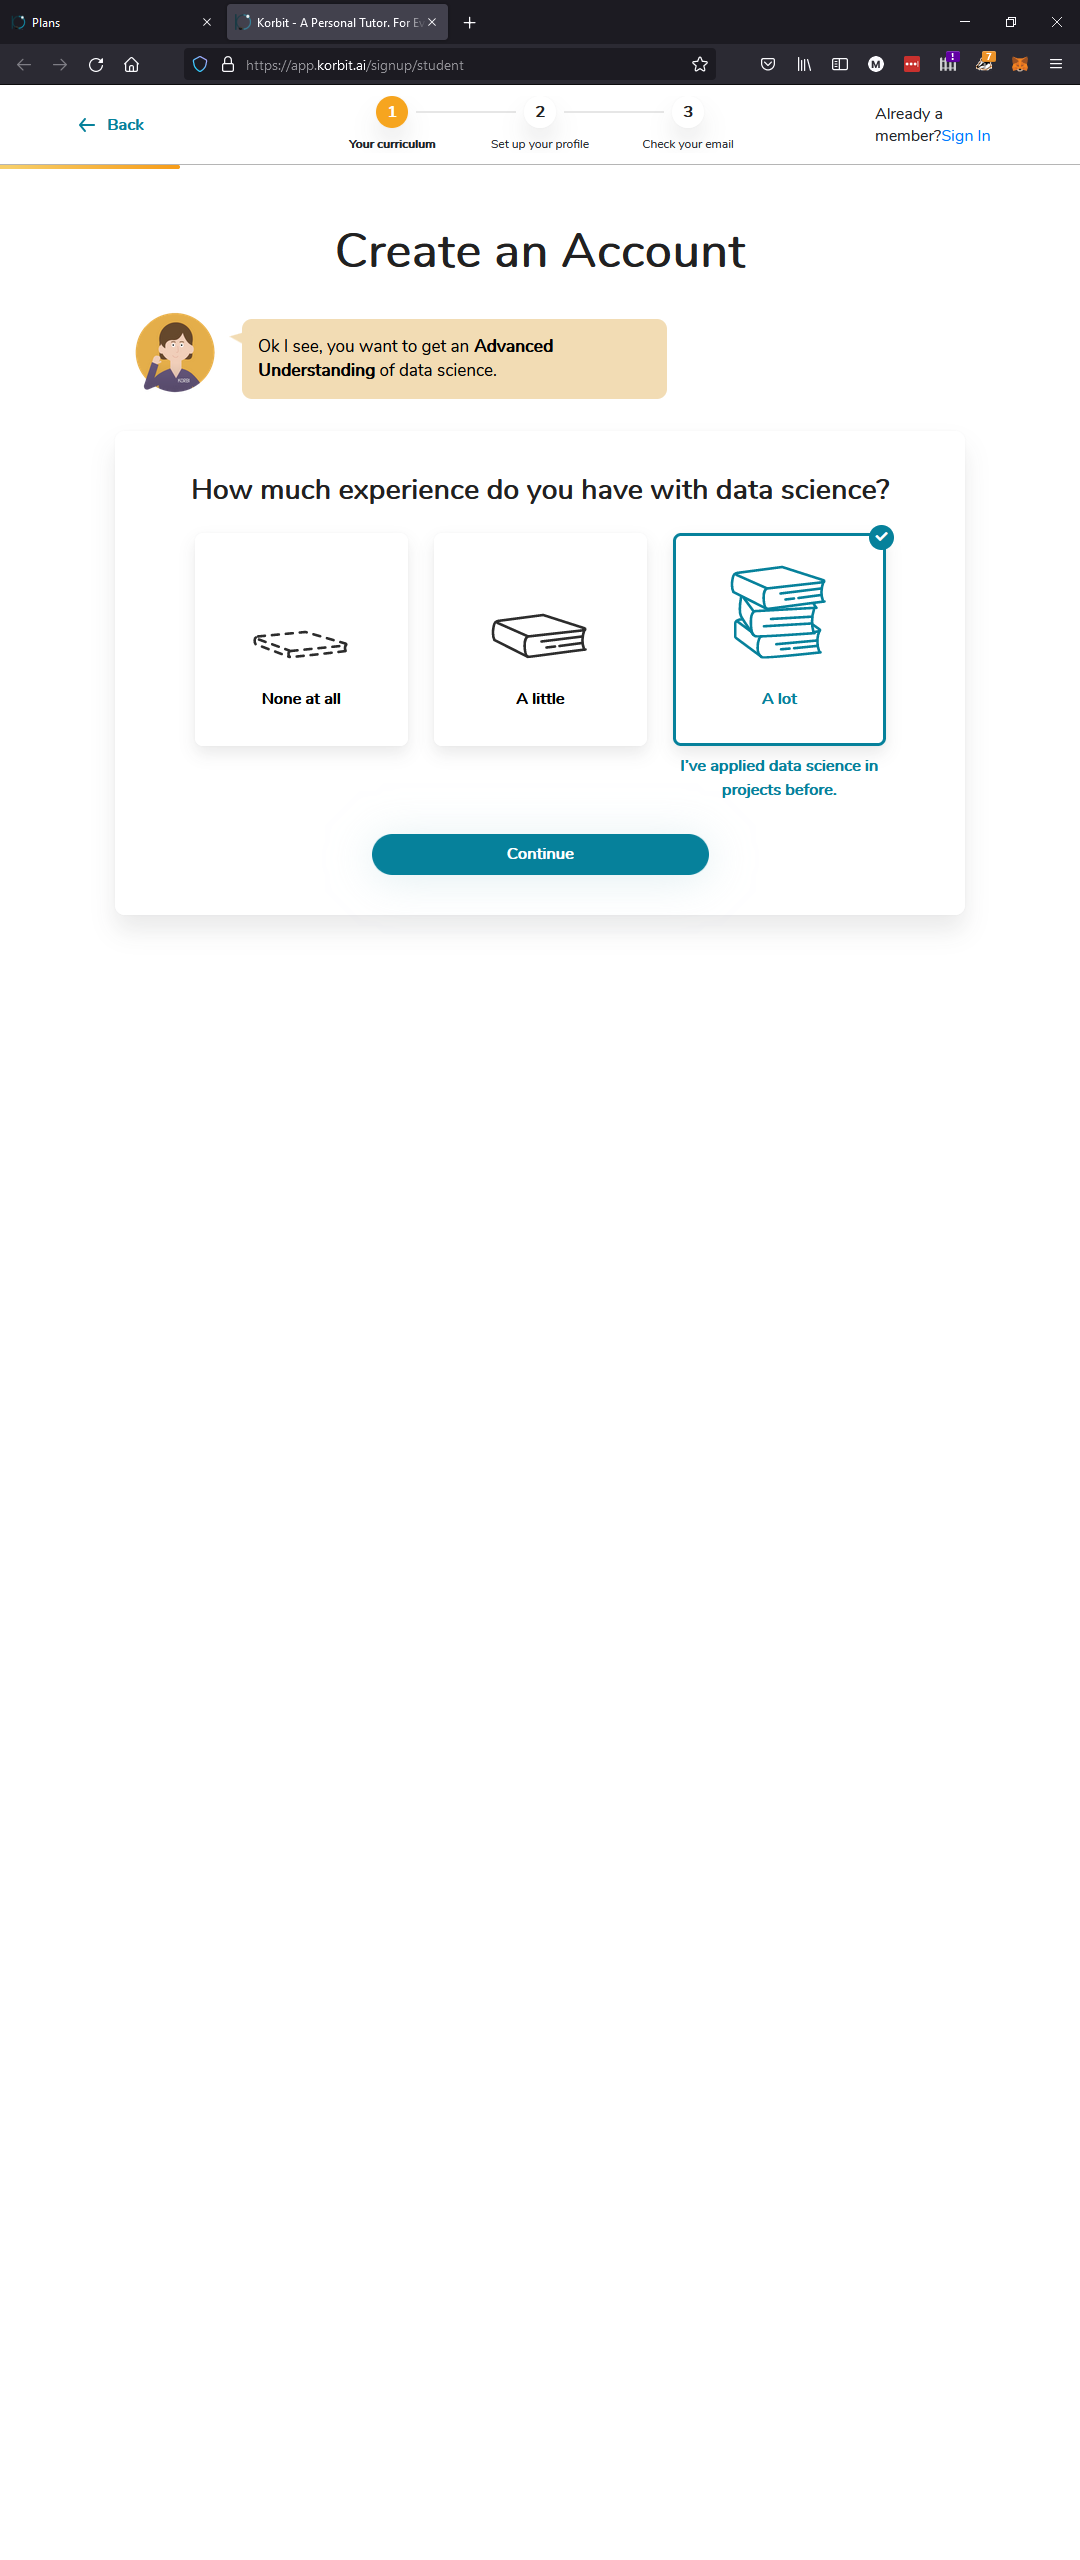 Plans
Korbit - A Personal Tutor. For Ev
https://app.korbit.ai/signup/student
M
!
7
Back
1
2
3
Your curriculum
Set up your profile
Check your email
Already a
member?Sign In
Create an Account
Ok I see, you want to get an Advanced
Understanding of data science.
How much experience do you have with data science?
None at all
A little
A lot
I've applied data science in
projects before.
Continue